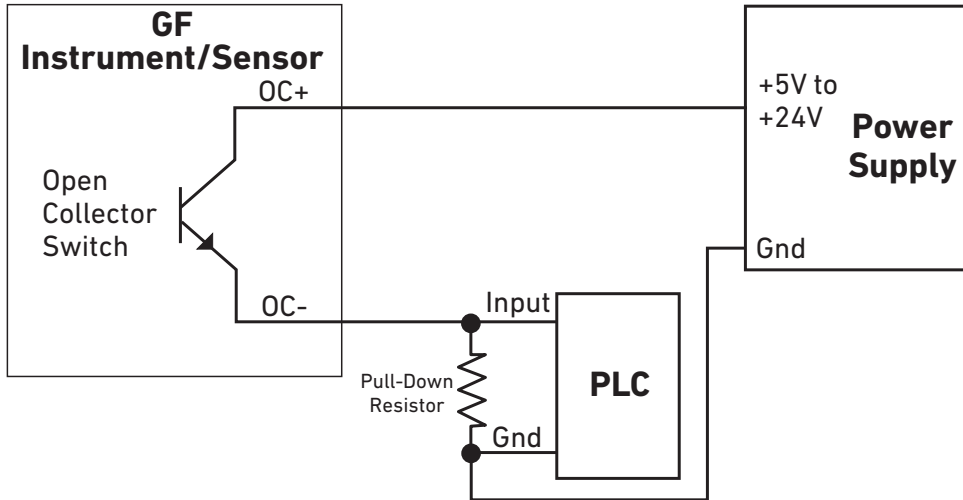 GF
Instrument/Sensor
OC+
Open
Collector
Switch
OC-
+5V to
+24V
Power
Supply
Gnd
Input
PLC
Pull-Down
Resistor
Gnd